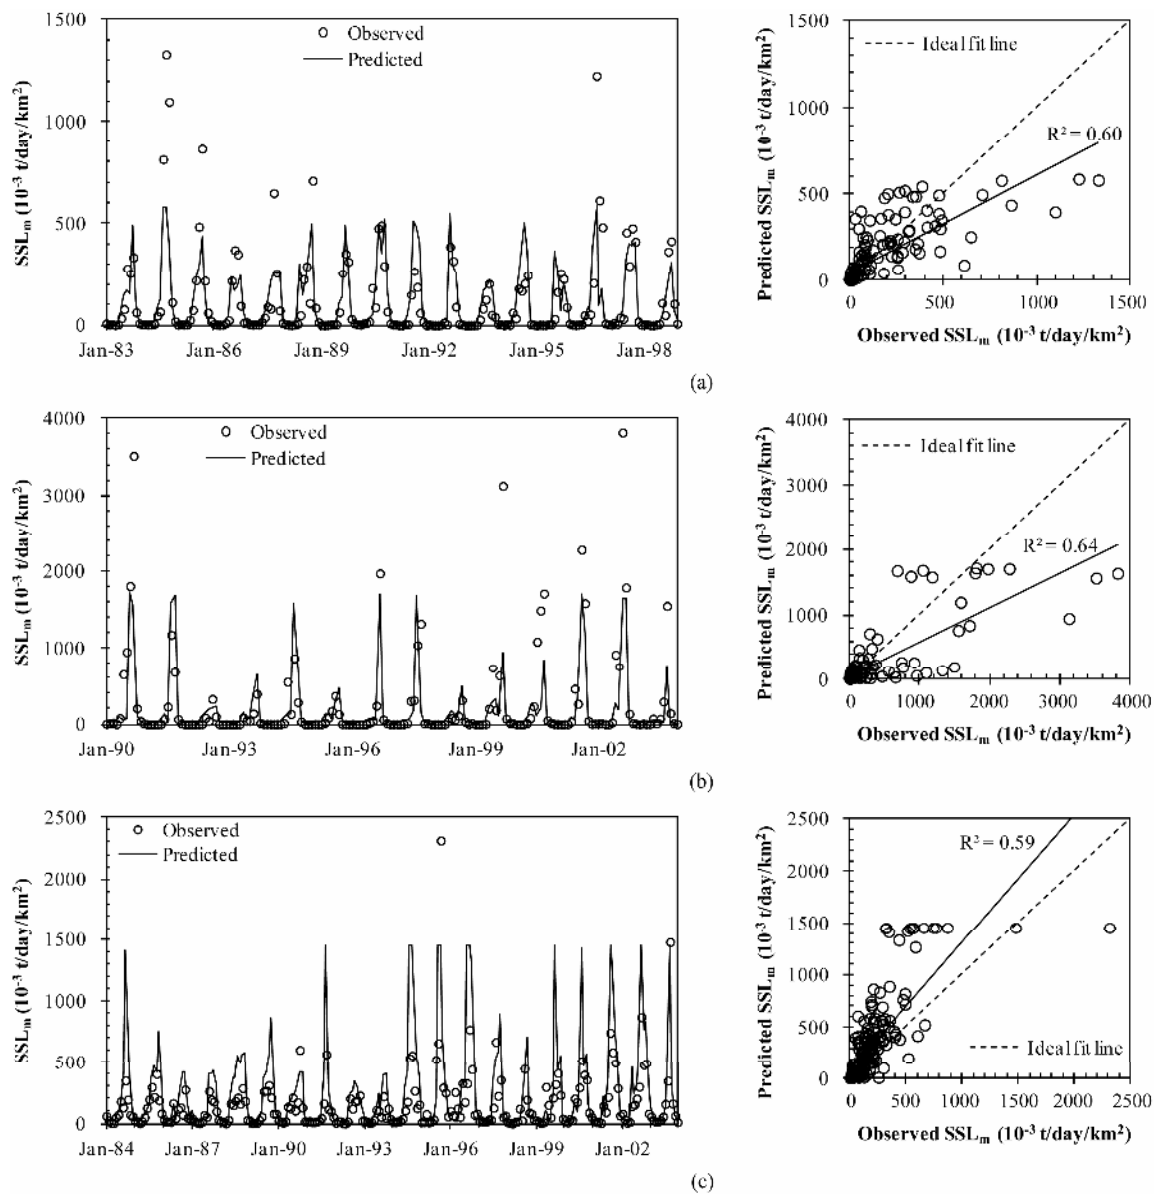 1500
1000
500
0
SSLm (10-3 t/day/km2)
Observed
Predicted
Jan-83
Jan-86
Jan-89
Jan-92
Jan-95
Jan-98
1500
1000
500
0
Predicted SSLm (10-3 t/day/km2)
Ideal fit line
R2 = 0.60
0
500
1000
1500
Observed SSLm (10-3 t/day/km2)
(a)
4000
3000
2000
1000
0
SSLm (10-3 t/day/km2)
Observed
Predicted
Jan-90
Jan-93
Jan-96
Jan-99
Jan-02
4000
3000
2000
1000
0
Predicted SSLm (10-3 t/day/km2)
Ideal fit line
R2 = 0.64
0
1000
2000
3000
4000
Observed SSLm (10-3 t/day/km2)
(b)
2500
2000
1500
1000
500
0
SSLm (10-3 t/day/km2)
Observed
Predicted
Jan-84
Jan-87
Jan-90
Jan-93
Jan-96
Jan-99
Jan-02
2500
2000
1500
1000
500
0
Predicted SSLm (10-3 t/day/km2)
R2 = 0.59
Ideal fit line
0
500
1000
1500
2000
2500
Observed SSLm (10-3 t/day/km2)
(c)